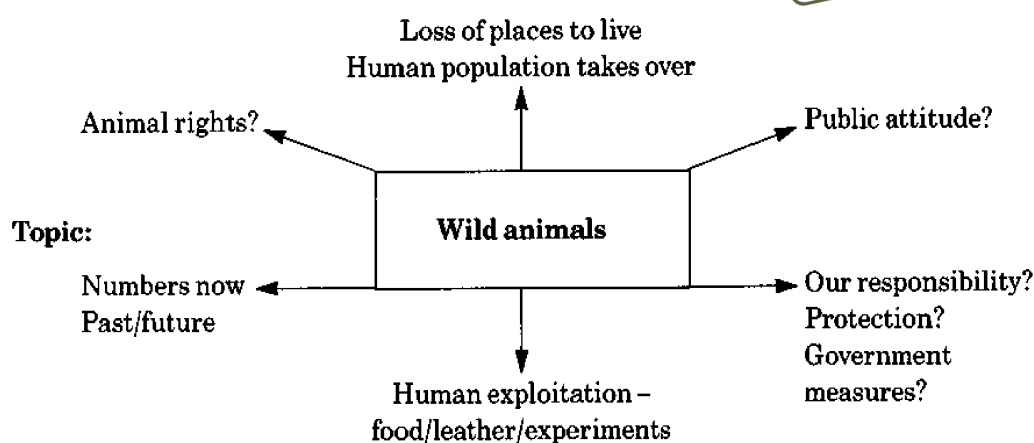 Loss of places to live
Human population takes over
Animal rights?
Public attitude?
Topic:
Wild animals
Numbers now
Past/future
Our responsibility?
Protection?
Government
measures?
Human exploitation –
food/leather/experiments